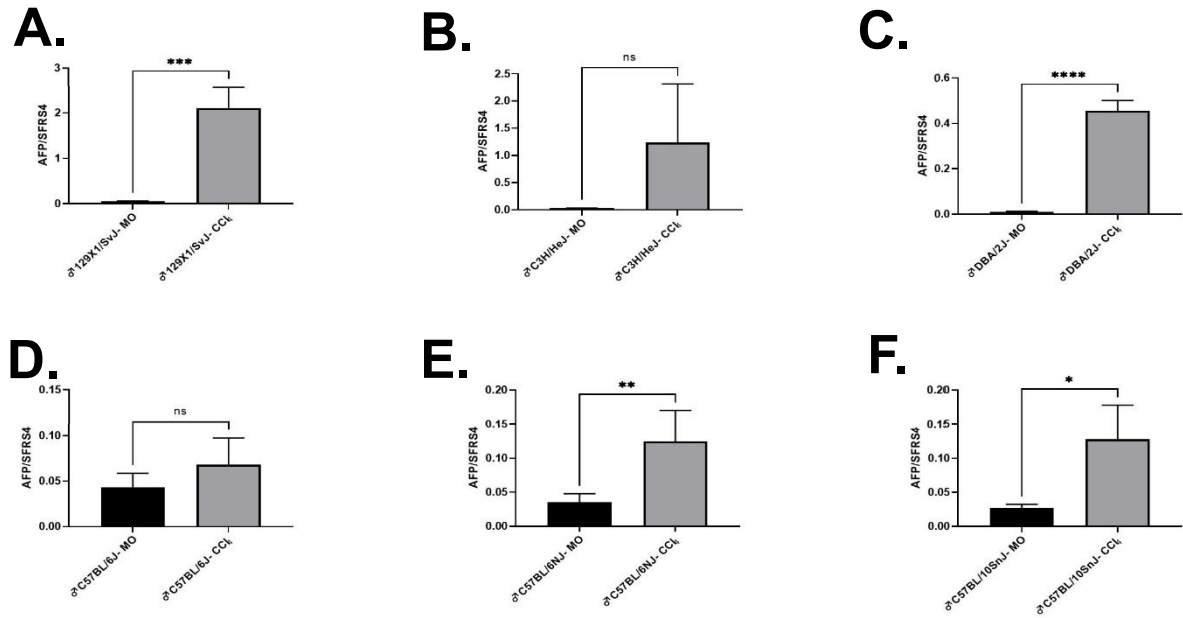 A.
***
AFP/SFRS4
3
2
1
0
♂129X1/SvJ- MO
♂129X1/SvJ- CCl₄
B.
ns
AFP/SFRS4
2.5
2.0
1.5
1.0
0.5
0.0
♂C3H/HeJ- MO
♂C3H/HeJ- CCl₄
C.
****
AFP/SFRS4
0.6
0.4
0.2
0.0
♂DBA/2J- MO
♂DBA/2J- CCl₄
D.
ns
AFP/SFRS4
0.15
0.10
0.05
0.00
♂C57BL/6J- MO
♂C57BL/6J- CCl₄
E.
**
AFP/SFRS4
0.20
0.15
0.10
0.05
0.00
♂C57BL/6NJ- MO
♂C57BL/6NJ- CCl₄
F.
*
AFP/SFRS4
0.20
0.15
0.10
0.05
0.00
♂C57BL/10SnJ- MO
♂C57BL/10SnJ- CCl₄